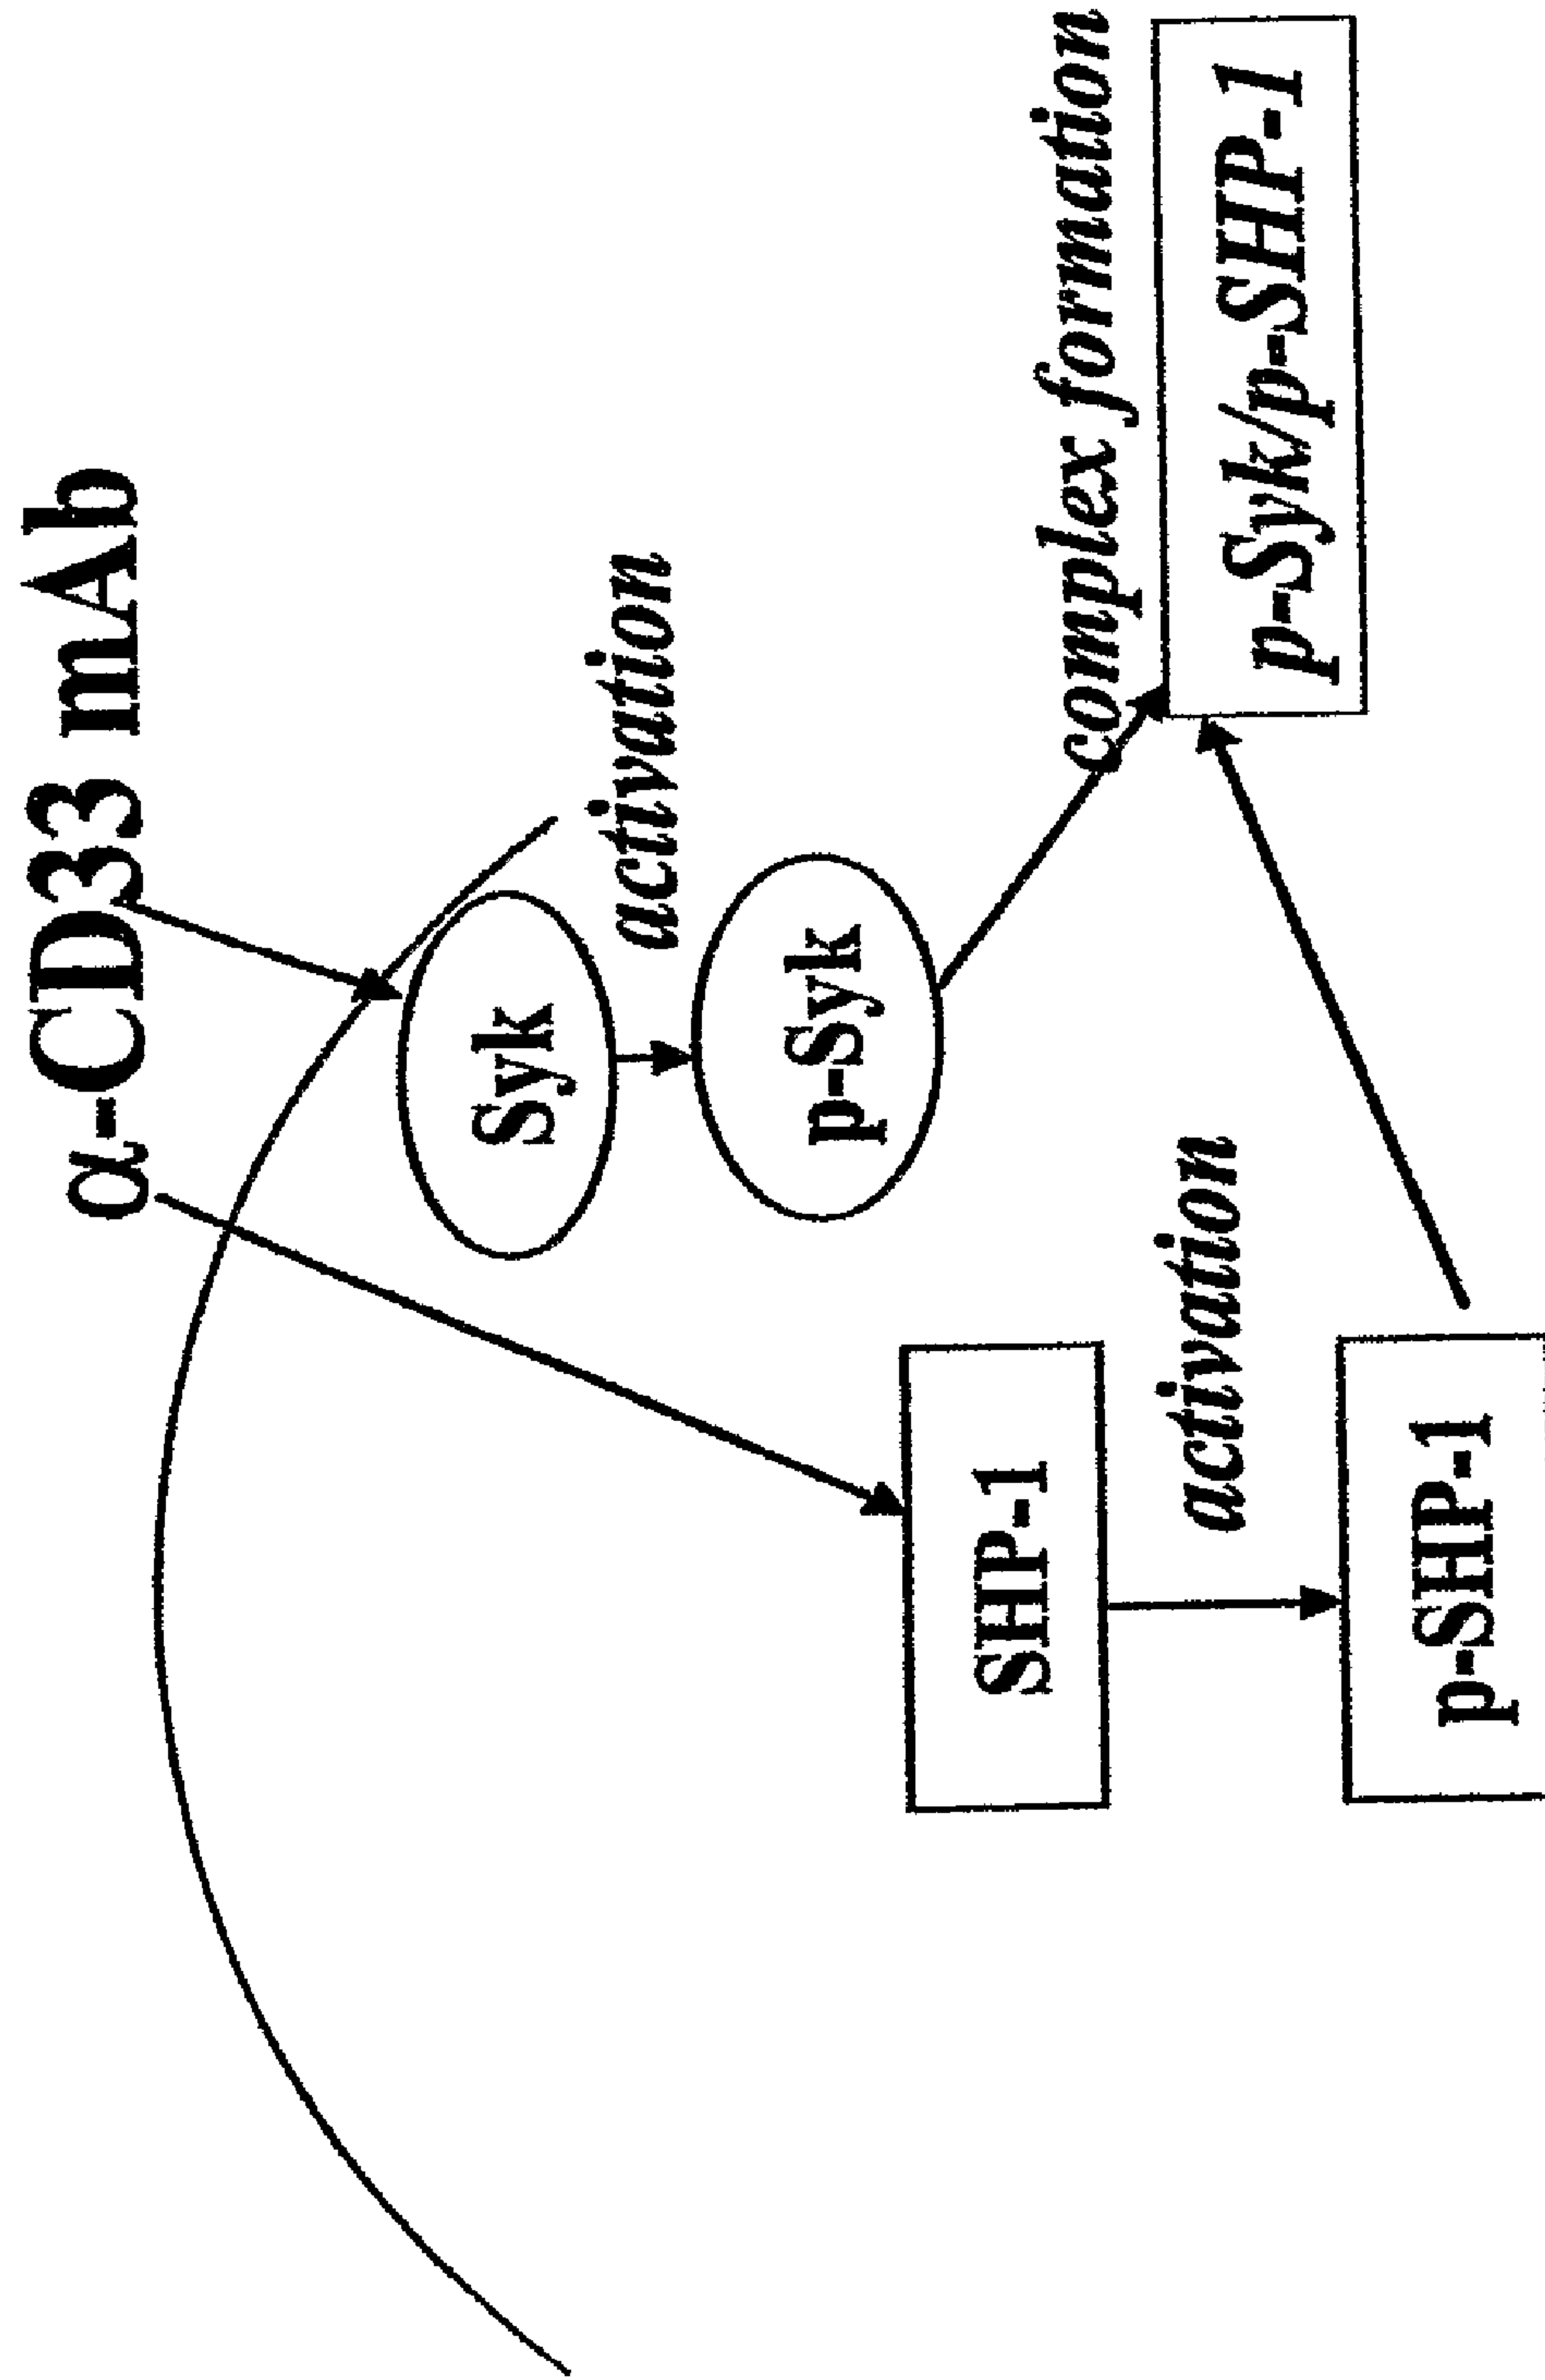 α-CD33 mAb
Syk
activation
p-Syk
SHP-1
complex formation
activation
p-Syk/p-SHP-1
p-SHP-1